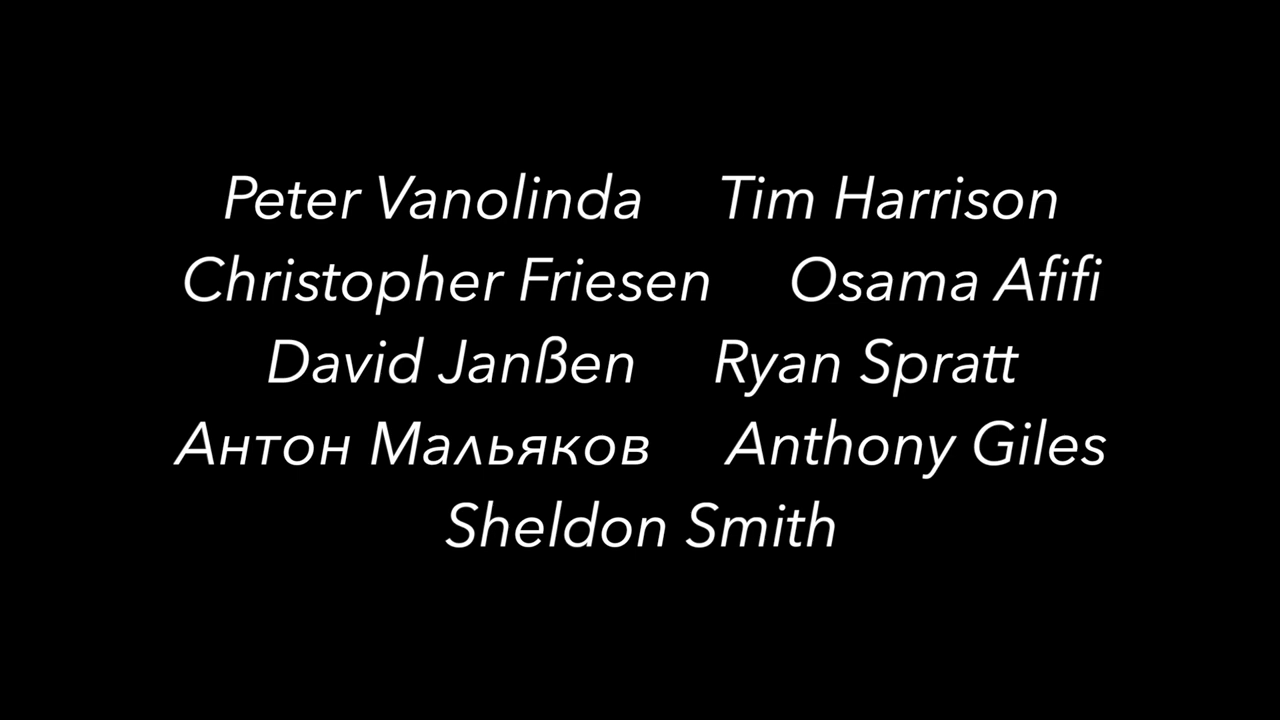 Peter Vanolinda Tim Harrison
Christopher Friesen Osama Afifi
David Janßen Ryan Spratt
Антон Мальяков Anthony Giles
Sheldon Smith